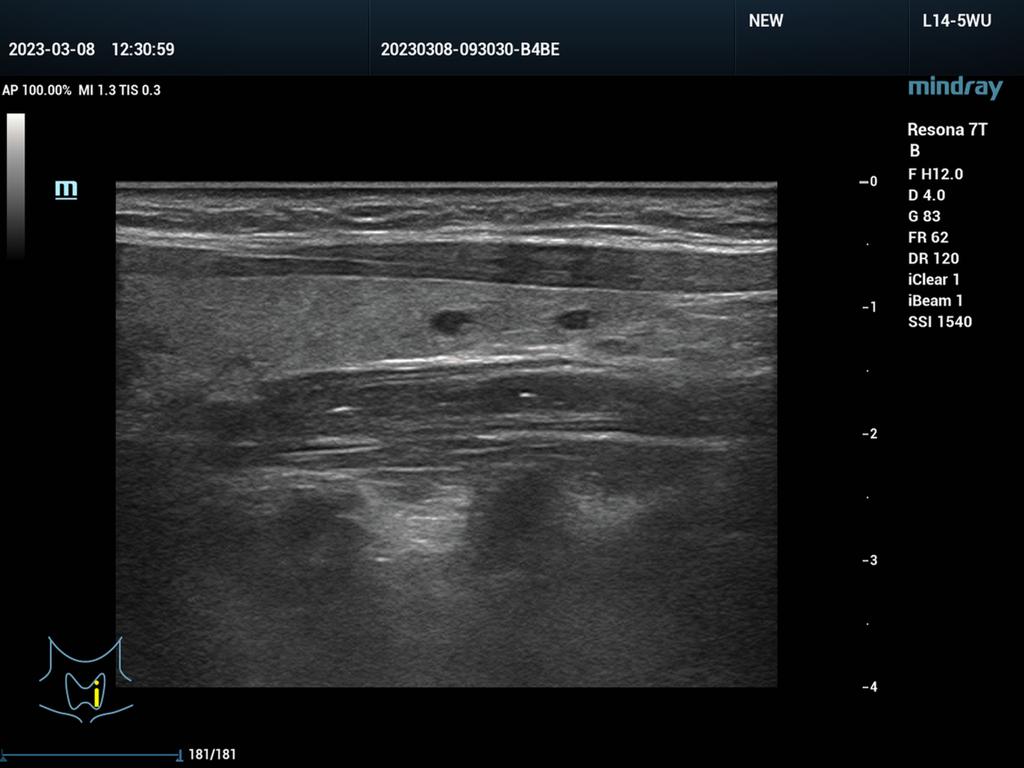 NEW
L14-5WU
2023-03-08 12:30:59
20230308-093030-B4BE
AP 100.00% MI 1.3 TIS 0.3
mindray
Resona 7T
B
F H12.0
D 4.0
G 83
FR 62
DR 120
iClear 1
iBeam 1
SSI 1540
m
0
-1
-2
-3
-4
181/181